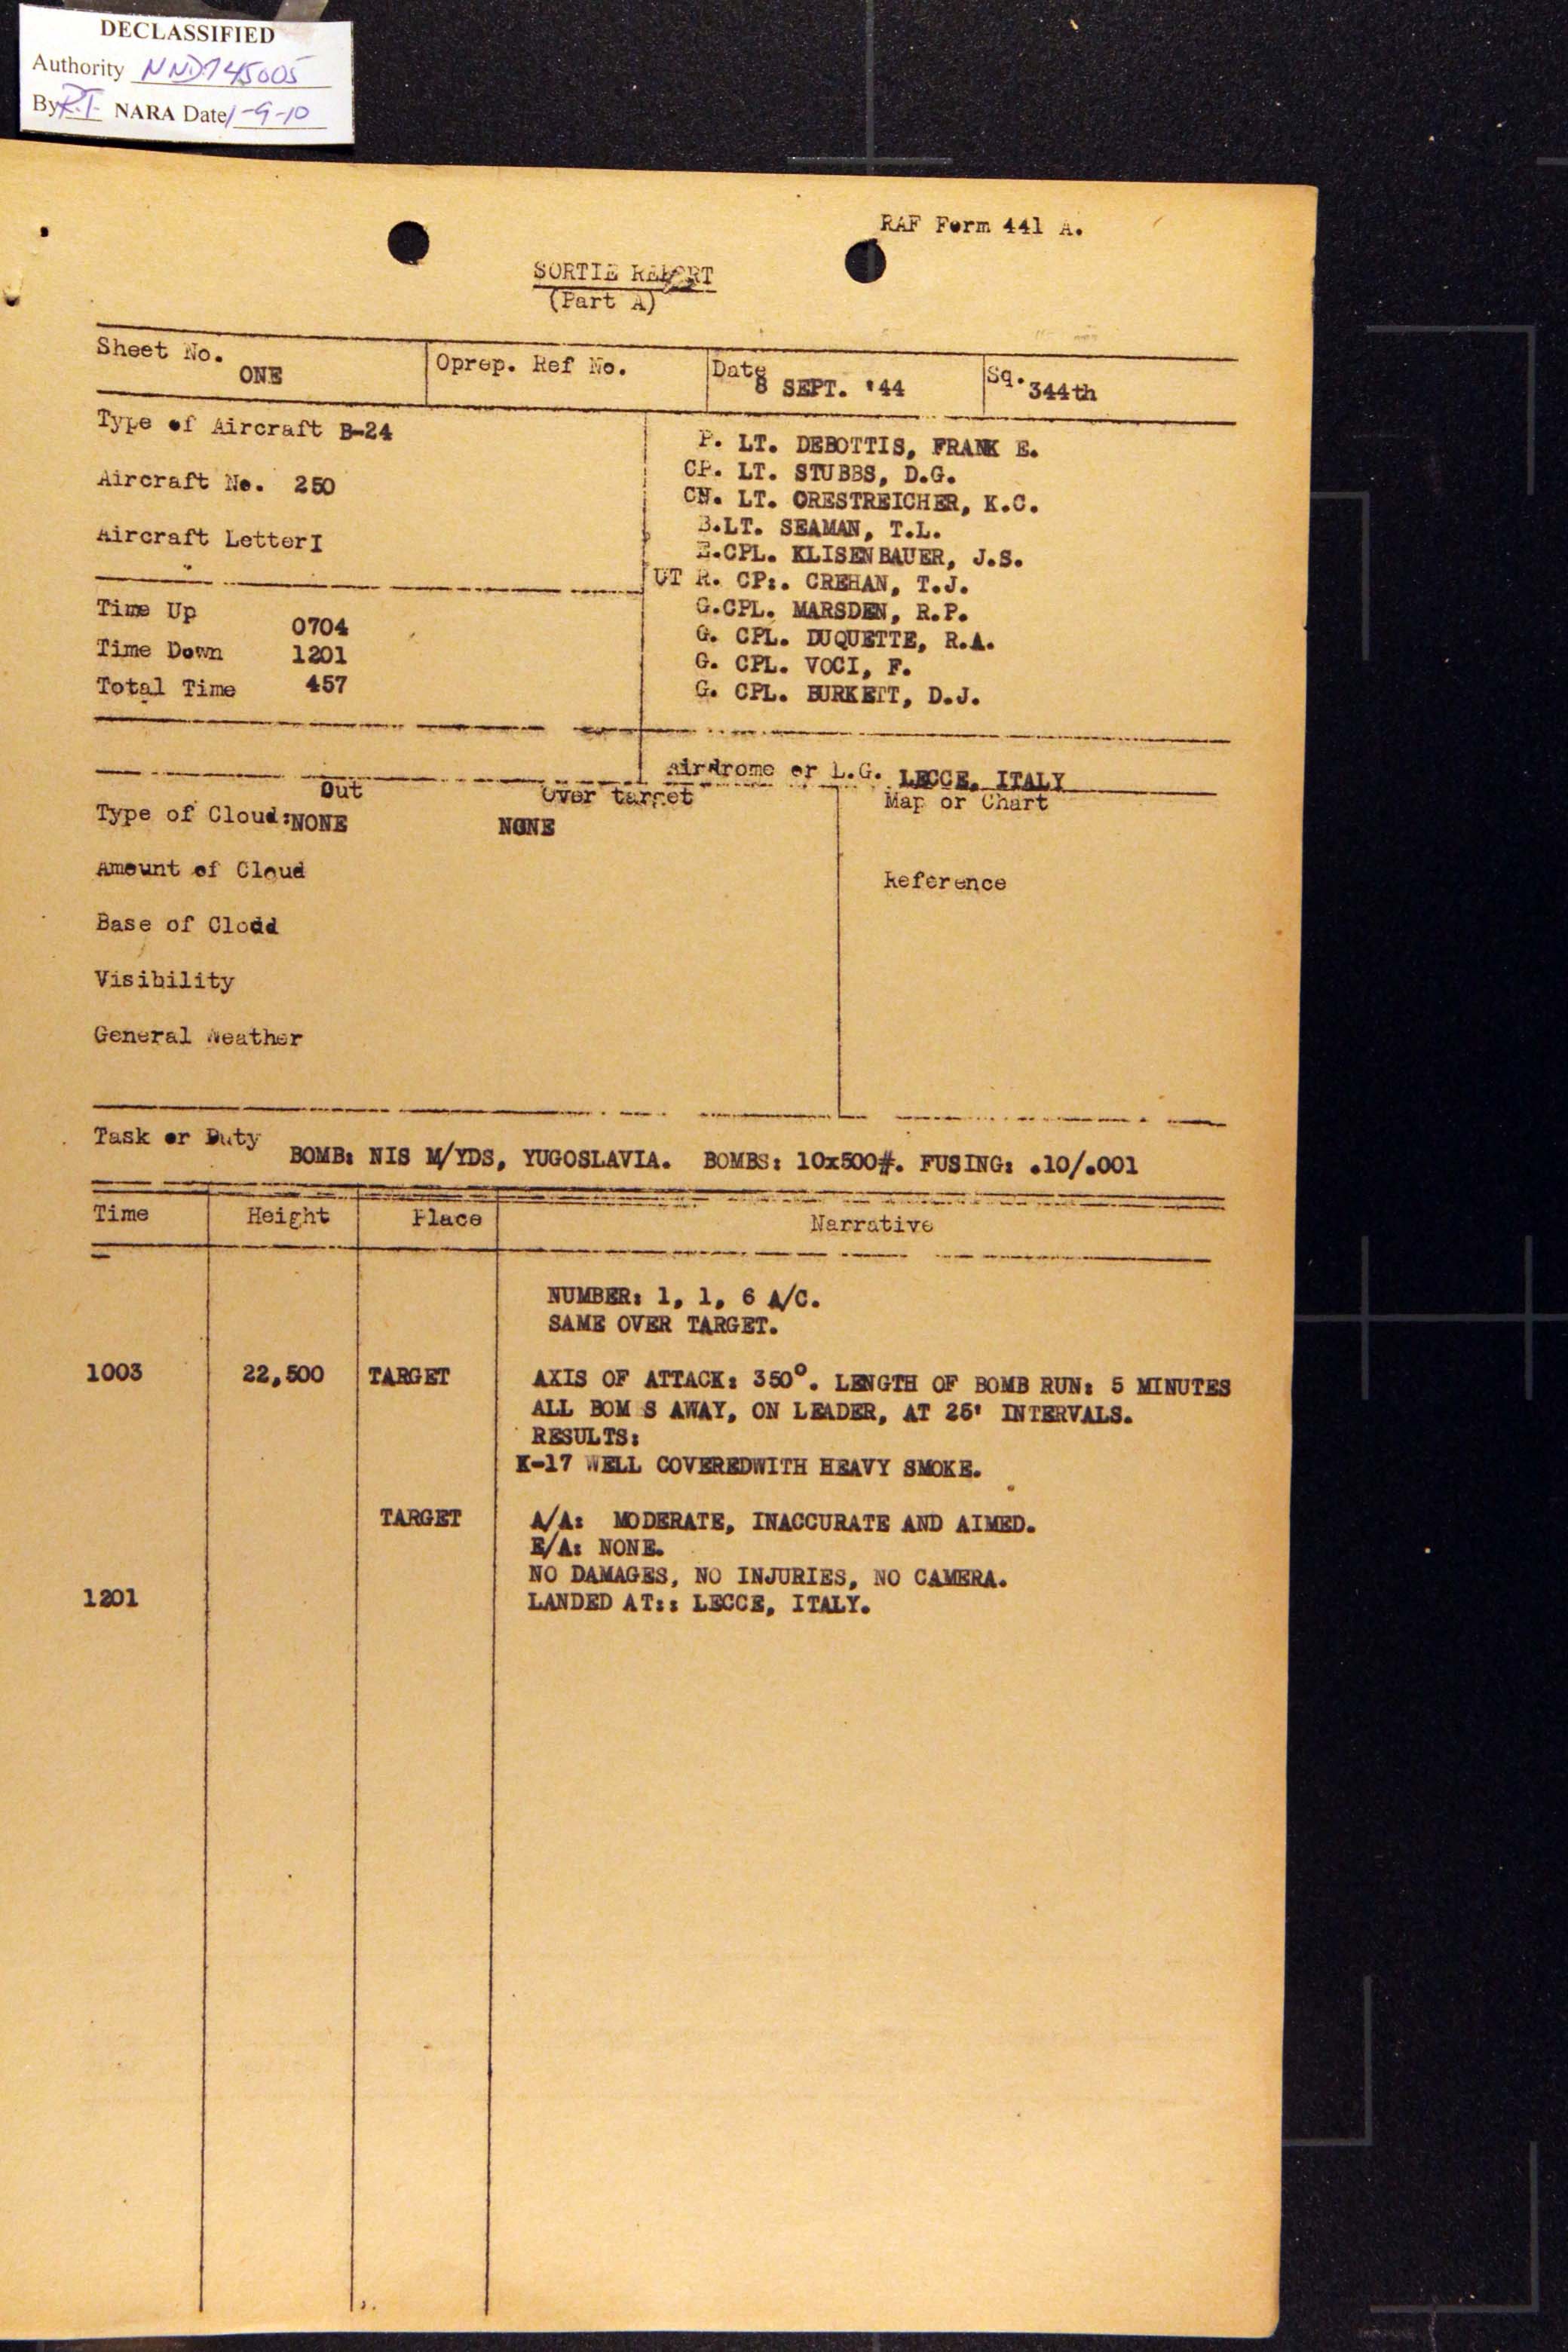 DECLASSIFIED
Authority NND745005
By R.T. NARA Date 1-9-10
RAF Form 441 A.
SORTIE REPORT
(Part A)
Sheet No. ONE
Oprep. Ref No.
Date 8 SEPT. '44
Sq. 344th
Type of Aircraft B-24
Aircraft No. 250
Aircraft Letter I
P. LT. DEBOTTIS, FRANK E.
CP. LT. STUBBS, D.G.
CN. LT. ORESTREICHER, K.C.
B.LT. SEAMAN, T.L.
E.CPL. KLISENBAUER, J.S.
UT R. CP:. CREHAN, T.J.
G.CPL. MARSDEN, R.P.
G. CPL. DUQUETTE, R.A.
G. CPL. VOCI, F.
G. CPL. BURKETT, D.J.
Time Up 0704
Time Down 1201
Total Time 457
Airdrome or L.G. LECCE, ITALY
Out Over target
Map or Chart
Type of Cloud: NONE NONE
Amount of Cloud
Reference
Base of Clodd
Visibility
General Weather
Task or Duty BOMB: NIS M/YDS, YUGOSLAVIA. BOMBS: 10x500#. FUSING: .10/.001
Time Height Place Narrative
NUMBER: 1, 1, 6 A/C.
SAME OVER TARGET.
1003 22,500 TARGET AXIS OF ATTACK: 350°. LENGTH OF BOMB RUN: 5 MINUTES
ALL BOM S AWAY, ON LEADER, AT 25' INTERVALS.
RESULTS:
K-17 WELL COVEREDWITH HEAVY SMOKE.
TARGET A/A: MODERATE, INACCURATE AND AIMED.
E/A: NONE.
NO DAMAGES, NO INJURIES, NO CAMERA.
1201 LANDED AT:: LECCE, ITALY.